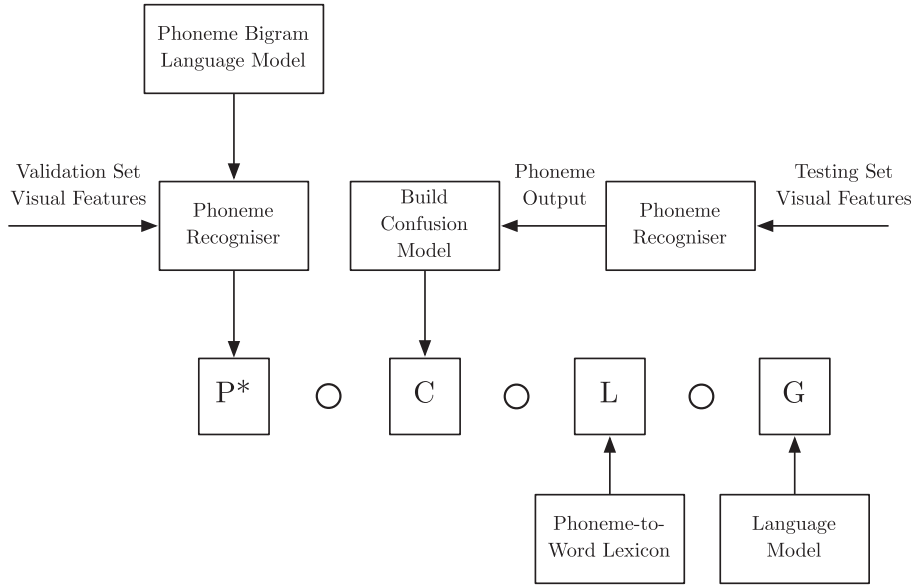 Phoneme Bigram
Language Model
Validation Set
Visual Features
Phoneme
Recogniser
Build
Confusion
Model
Phoneme
Output
Phoneme
Recogniser
Testing Set
Visual Features
P*
C
L
G
Phoneme-to-
Word Lexicon
Language
Model